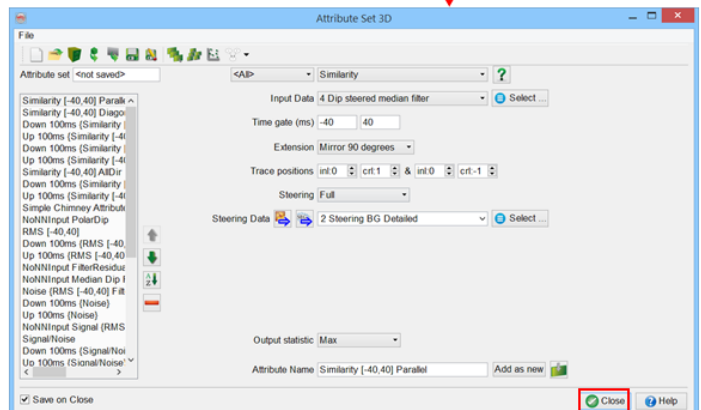 Attribute Set 3D
File
Attribute set <not saved>
<All>
Similarity
Input Data
4 Dip steered median filter
Select ...
Time gate (ms)
-40
40
Extension
Mirror 90 degrees
Trace positions
inl:0
crl:1
&
inl:0
crl:-1
Steering
Full
Steering Data
2 Steering BG Detailed
Select ...
Output statistic
Max
Attribute Name
Similarity [-40,40] Parallel
Add as new
Similarity [-40,40] Paralle
Similarity [-40,40] Diago
Down 100ms {Similarity [
Up 100ms {Similarity [-4
Down 100ms {Similarity
Up 100ms {Similarity [-4
Similarity [-40,40] AllDir
Down 100ms {Similarity [
Up 100ms {Similarity [-40
Simple Chimney Attribut
NoNNInput PolarDip
RMS [-40,40]
Down 100ms {RMS [-40,
Up 100ms {RMS [-40,40
NoNNInput FilterResidua
NoNNInput Median Dip F
Noise {RMS [-40,40] Filt
Down 100ms {Noise}
Up 100ms {Noise}
NoNNInput Signal {RMS
Signal/Noise
Down 100ms {Signal/Noi
Up 100ms {Signal/Noise
Save on Close
Close
Help